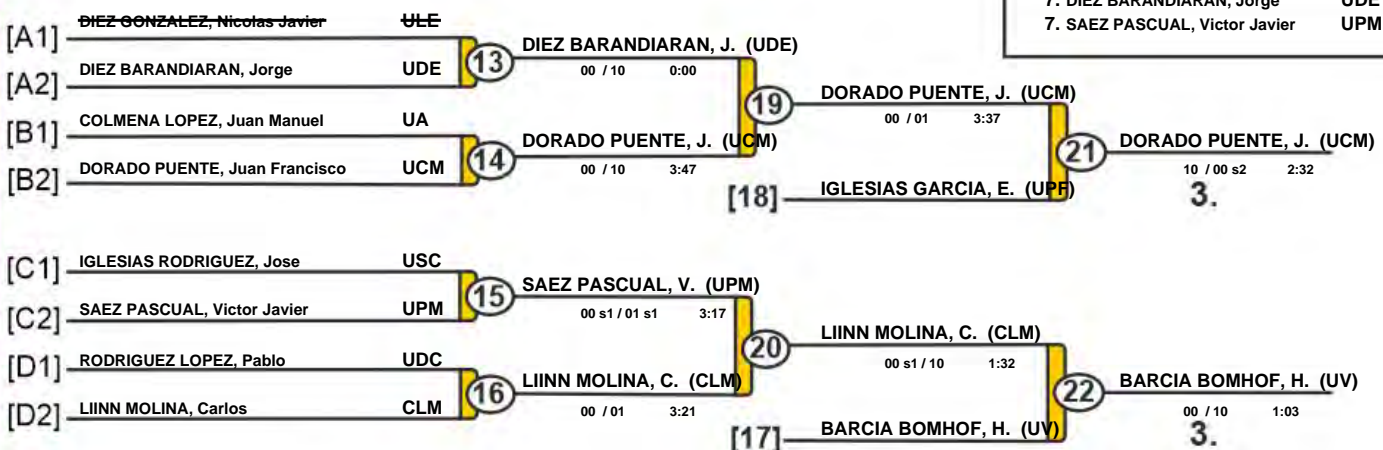 7. DIEZ BARANDIARAN, Jorge UDE
7. SAEZ PASCUAL, Victor Javier UPM
[A1] DIEZ GONZALEZ, Nicolas Javier ULE
[A2] DIEZ BARANDIARAN, Jorge UDE
13 DIEZ BARANDIARAN, J. (UDE)
00 / 10 0:00
[B1] COLMENA LOPEZ, Juan Manuel UA
[B2] DORADO PUENTE, Juan Francisco UCM
14 DORADO PUENTE, J. (UCM)
00 / 10 3:47
19 DORADO PUENTE, J. (UCM)
00 / 01 3:37
[18] IGLESIAS GARCIA, E. (UPF)
21 DORADO PUENTE, J. (UCM)
10 / 00 s2 2:32
3.
[C1] IGLESIAS RODRIGUEZ, Jose USC
[C2] SAEZ PASCUAL, Victor Javier UPM
15 SAEZ PASCUAL, V. (UPM)
00 s1 / 01 s1 3:17
[D1] RODRIGUEZ LOPEZ, Pablo UDC
[D2] LIINN MOLINA, Carlos CLM
16 LIINN MOLINA, C. (CLM)
00 / 01 3:21
20 LIINN MOLINA, C. (CLM)
00 s1 / 10 1:32
[17] BARCIA BOMHOF, H. (UV)
22 BARCIA BOMHOF, H. (UV)
00 / 10 1:03
3.